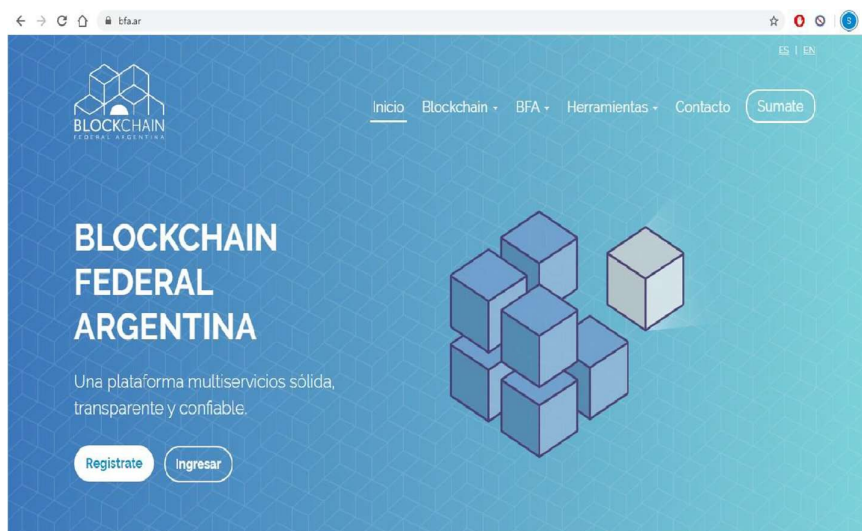 bfa.ar
S
ES | EN
BLOCKCHAIN
FEDERAL ARGENTINA
Inicio Blockchain BFA Herramientas Contacto Sumate
BLOCKCHAIN
FEDERAL
ARGENTINA
Una plataforma multiservicios sólida,
transparente y confiable.
Registrate Ingresar